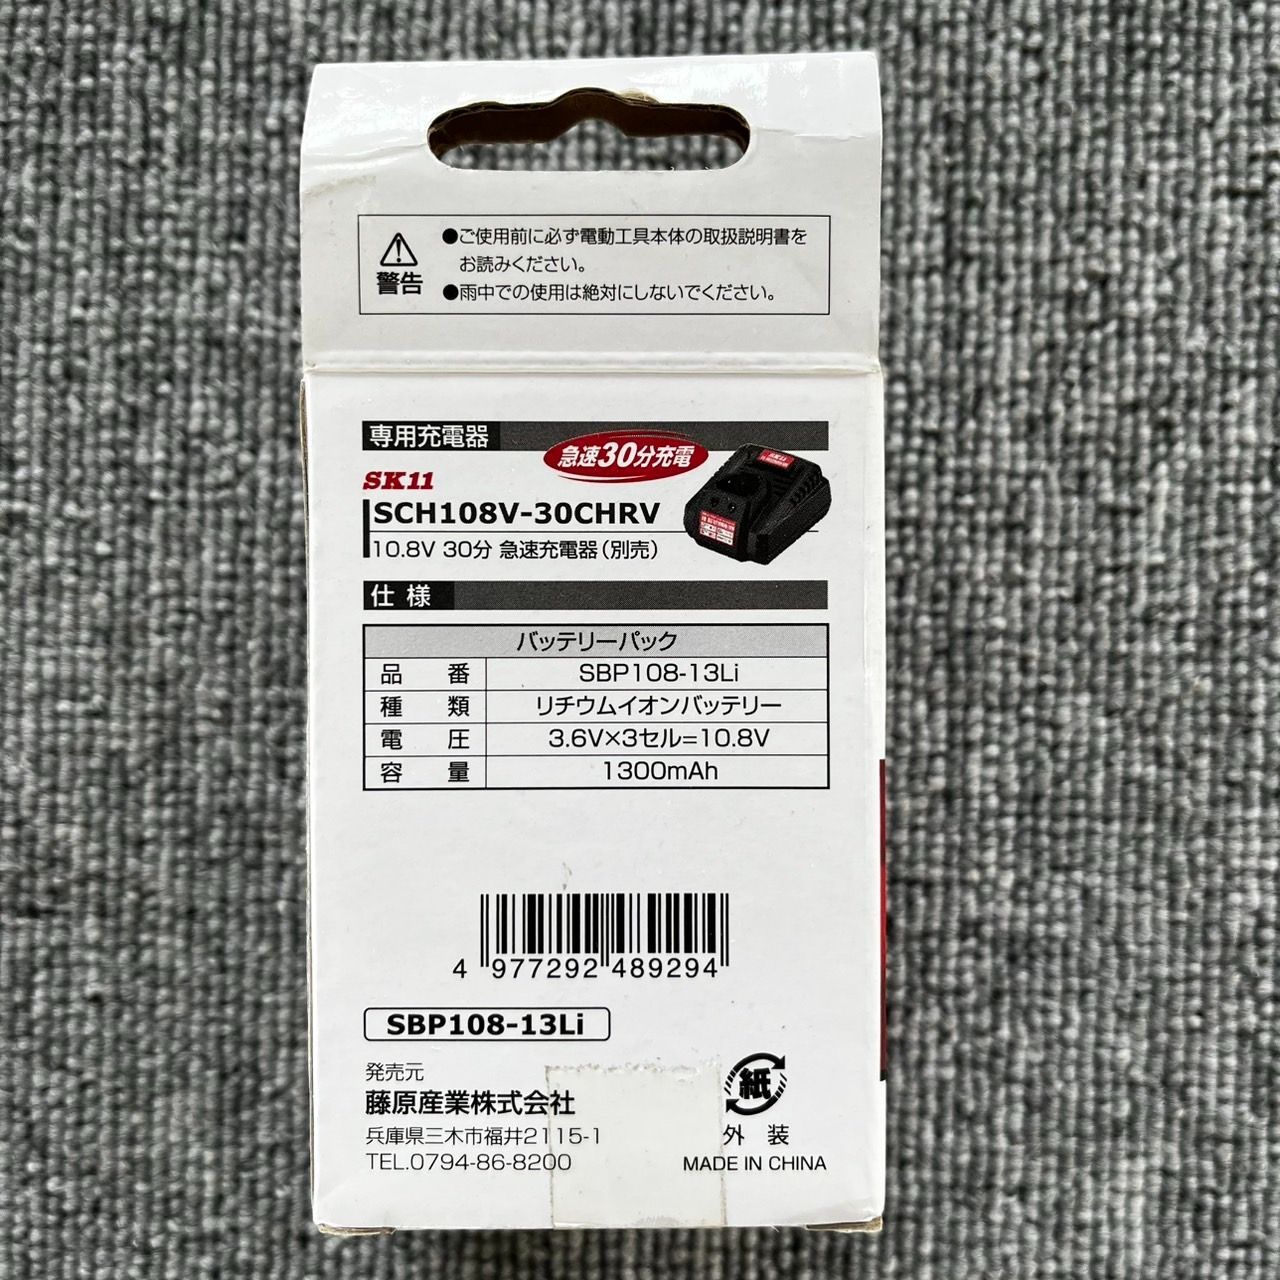 警告
●ご使用前に必ず電動工具本体の取扱説明書を
お読みください。
●雨中での使用は絶対にしないでください。
専用充電器
急速30分充電
SK11
SK11
SCH108V-30CHRV
10.8V 30分 急速充電器(別売)
仕様
バッテリーパック
品番 SBP108-13Li
種類 リチウムイオンバッテリー
電圧 3.6V×3セル=10.8V
容量 1300mAh
4 977292 489294
SBP108-13Li
発売元
藤原産業株式会社
兵庫県三木市福井2115-1
TEL.0794-86-8200
紙
外装
MADE IN CHINA